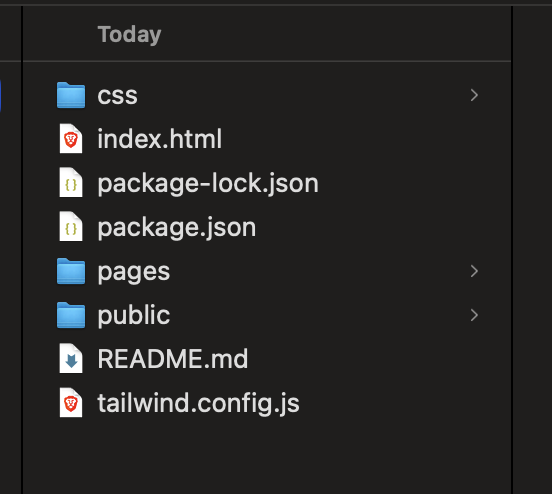 Today
css
index.html
package-lock.json
package.json
pages
public
README.md
tailwind.config.js